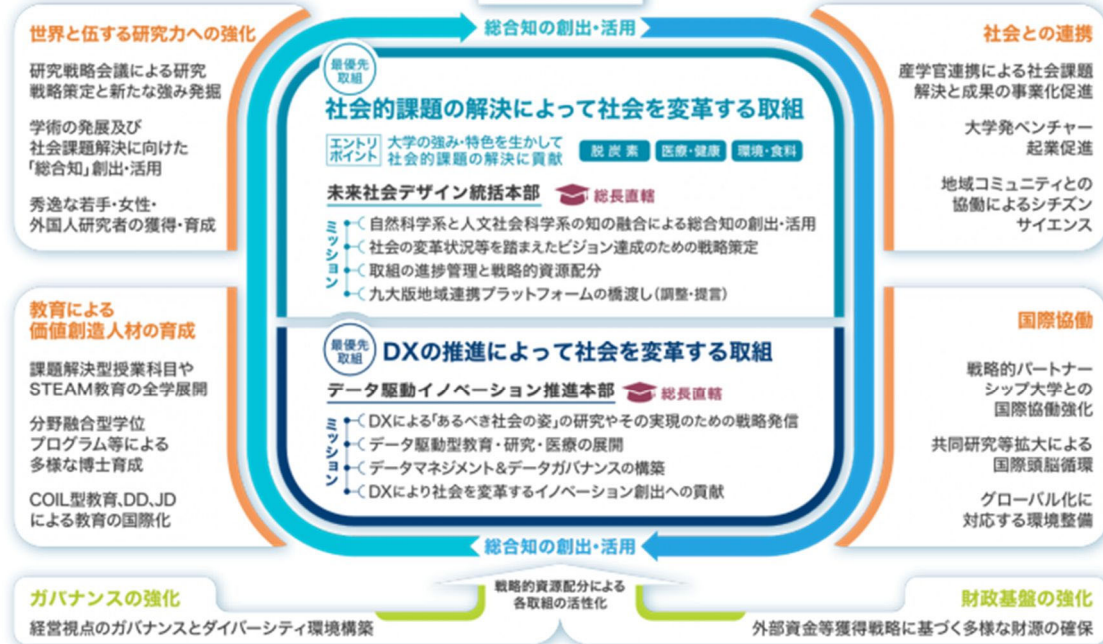 総合知の創出・活用
世界と伍する研究力への強化
研究戦略会議による研究
戦略策定と新たな強み発掘
学術の発展及び
社会課題解決に向けた
「総合知」創出・活用
秀逸な若手・女性・
外国人研究者の獲得・育成
教育による
価値創造人材の育成
課題解決型授業科目や
STEAM教育の全学展開
分野融合型学位
プログラム等による
多様な博士育成
COIL型教育、DD、JD
による教育の国際化
最優先
取組
社会的課題の解決によって社会を変革する取組
エントリ
ポイント
大学の強み・特色を生かして
社会的課題の解決に貢献
脱炭素
医療・健康
環境・食料
未来社会デザイン統括本部
総長直轄
ミッション
自然科学系と人文社会科学系の知の融合による総合知の創出・活用
社会の変革状況等を踏まえたビジョン達成のための戦略策定
取組の進捗管理と戦略的資源配分
九大版地域連携プラットフォームの橋渡し(調整・提言)
最優先
取組
DXの推進によって社会を変革する取組
データ駆動イノベーション推進本部
総長直轄
ミッション
DXによる「あるべき社会の姿」の研究やその実現のための戦略発信
データ駆動型教育・研究・医療の展開
データマネジメント&データガバナンスの構築
DXにより社会を変革するイノベーション創出への貢献
社会との連携
産学官連携による社会課題
解決と成果の事業化促進
大学発ベンチャー
起業促進
地域コミュニティとの
協働によるシチズン
サイエンス
国際協働
戦略的パートナー
シップ大学との
国際協働強化
共同研究等拡大による
国際頭脳循環
グローバル化に
対応する環境整備
総合知の創出・活用
戦略的資源配分による
各取組の活性化
ガバナンスの強化
経営視点のガバナンスとダイバーシティ環境構築
財政基盤の強化
外部資金等獲得戦略に基づく多様な財源の確保